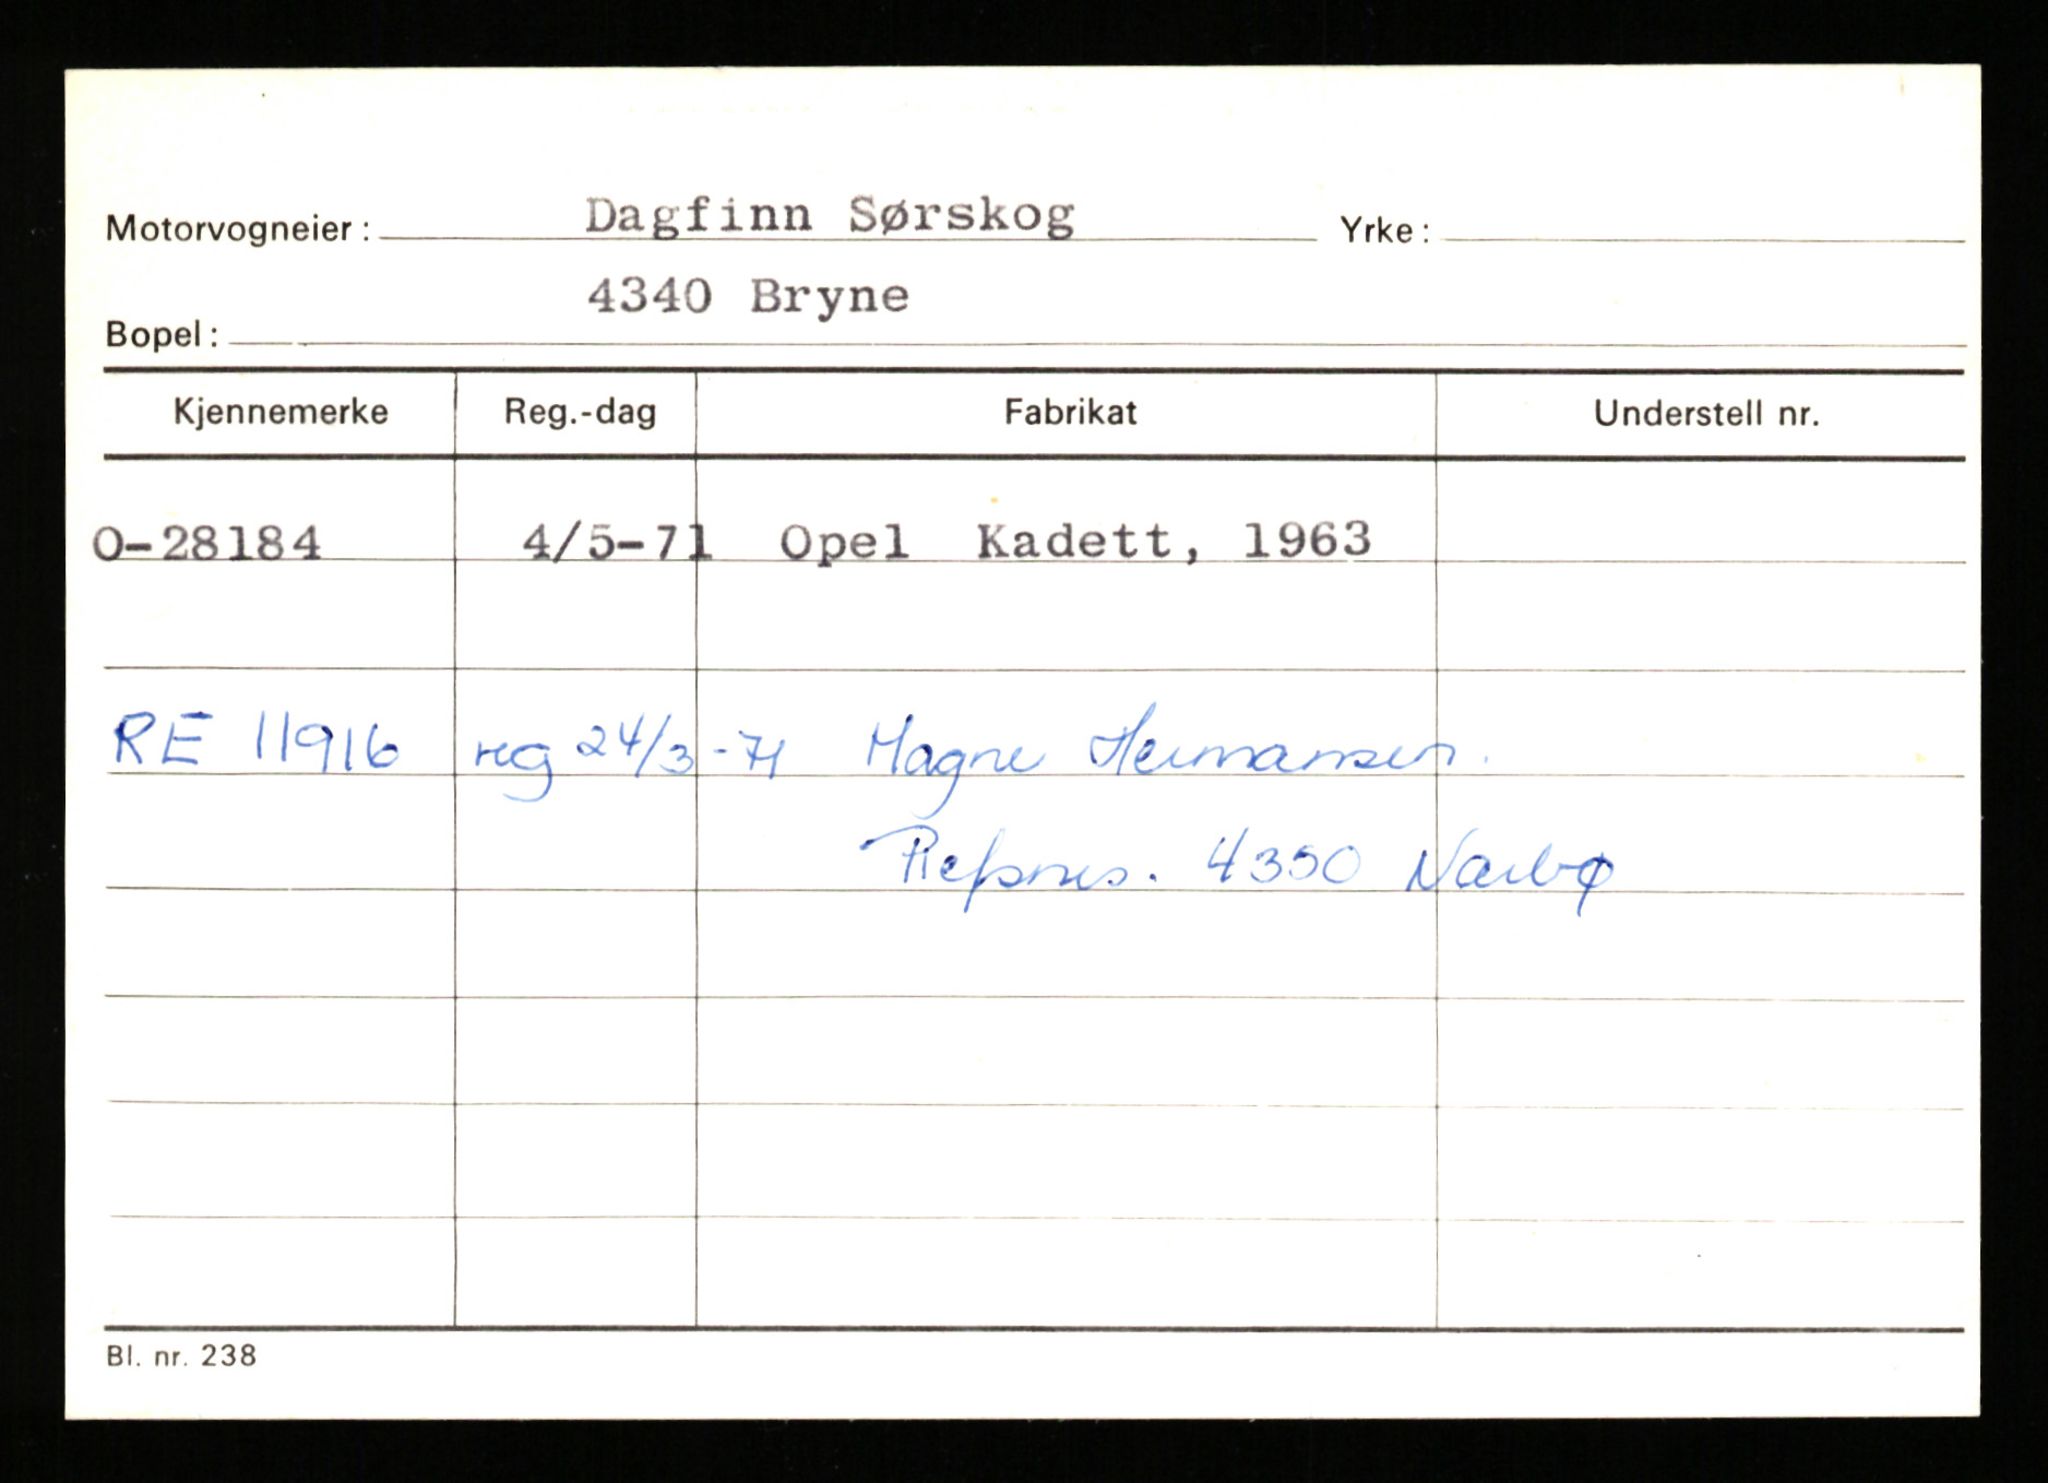 Motorvogneier: Dagfinn Sørskog Yrke:
4340 Bryne
Bopel:
Kjennemerke Reg.-dag Fabrikat Understell nr.
O-28184 4/5-71 Opel Kadett, 1963
RE 11916 reg 24/3-71 Magne Hermansen.
4350 Nærbø
Bl. nr. 238